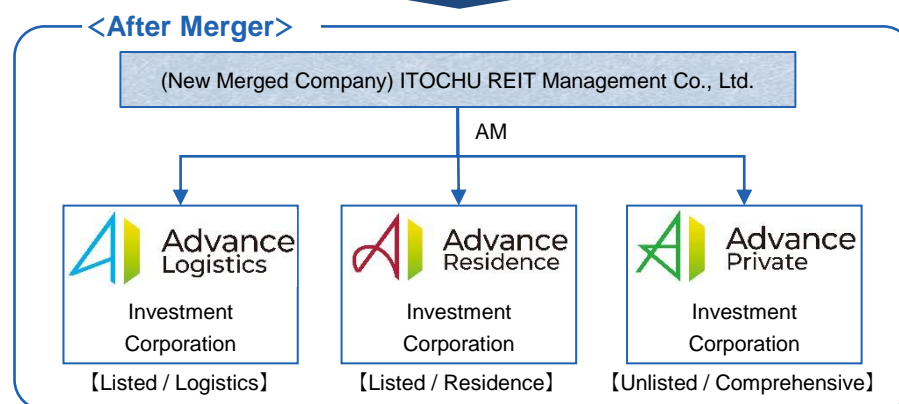 <After Merger>
(New Merged Company) ITOCHU REIT Management Co., Ltd.
AM
Advance
Logistics
Investment
Corporation
Advance
Residence
Investment
Corporation
Advance
Private
Investment
Corporation
【Listed / Logistics】
【Listed / Residence】
【Unlisted / Comprehensive】